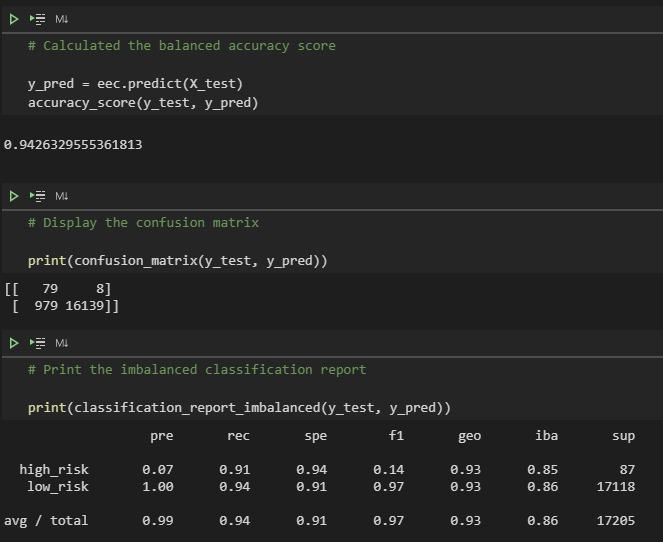 M↓
# Calculated the balanced accuracy score
y_pred = eec.predict(X_test)
accuracy_score(y_test, y_pred)
0.9426329555361813
M↓
# Display the confusion matrix
print(confusion_matrix(y_test, y_pred))
[[   79     8]
 [  979 16139]]
M↓
# Print the imbalanced classification report
print(classification_report_imbalanced(y_test, y_pred))
pre rec spe f1 geo iba sup
high_risk 0.07 0.91 0.94 0.14 0.93 0.85 87
low_risk 1.00 0.94 0.91 0.97 0.93 0.86 17118
avg / total 0.99 0.94 0.91 0.97 0.93 0.86 17205